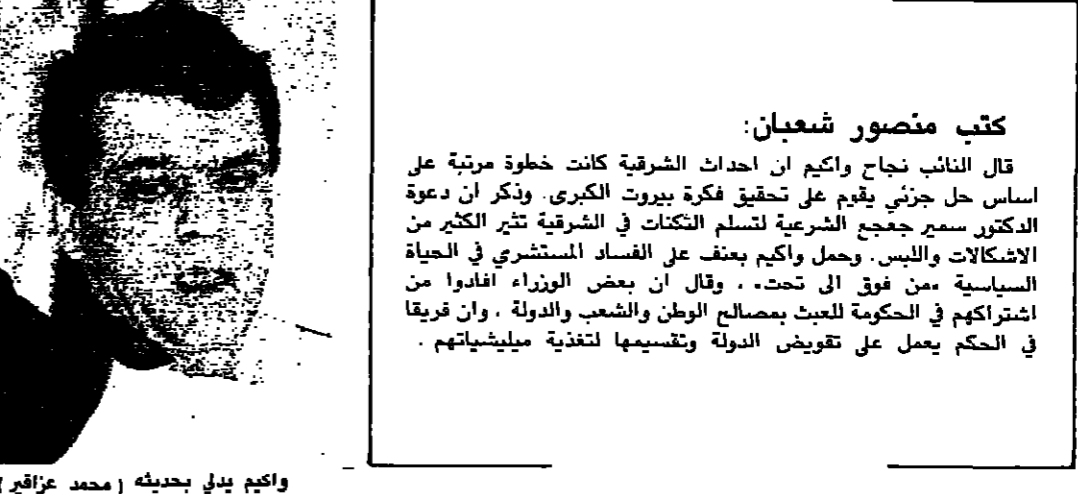 كتب منصور شعبان:
قال النائب نجاح واكيم ان احداث الشرقية كانت خطوة مرتبة على
اساس حل جزئي يقوم على تحقيق فكرة بيروت الكبرى. وذكر ان دعوة
الدكتور سمير جعجع الشرعية لتسلم الثكنات في الشرقية تثير الكثير من
الاشكالات واللبس. وحمل واكيم بعنف على الفساد المستشري في الحياة
السياسية «من فوق الى تحت» ، وقال ان بعض الوزراء افادوا من
اشتراكهم في الحكومة للعبث بمصالح الوطن والشعب والدولة ، وان فريقا
في الحكم يعمل على تقويض الدولة وتقسيمها لتغذية ميليشياتهم .
واكيم يدلي بحديثه (محمد عزاقير)